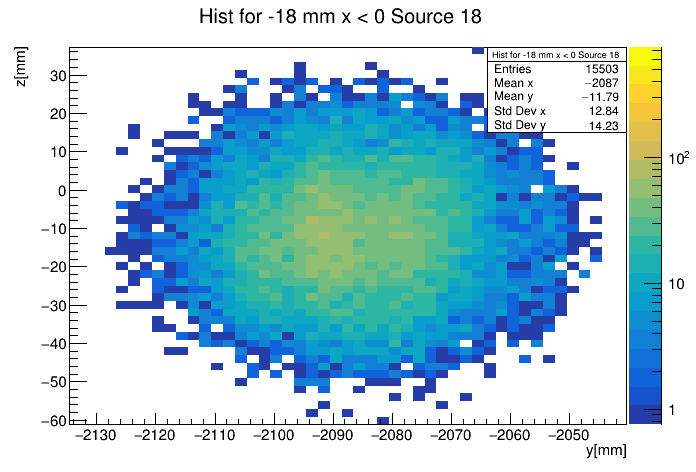 Hist for -18 mm x < 0 Source 18
z[mm]
Hist for -18 mm x < 0 Source 18
Entries 15503
Mean x −2087
Mean y −11.79
Std Dev x 12.84
Std Dev y 14.23
30
20
10
0
−10
−20
−30
−40
−50
−60
10²
10
1
−2130 −2120 −2110 −2100 −2090 −2080 −2070 −2060 −2050
y[mm]